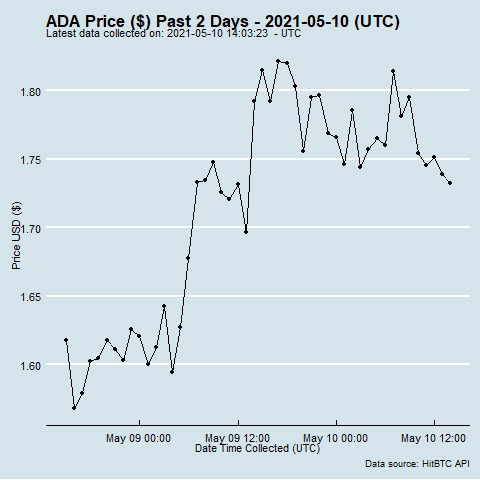 ADA Price ($) Past 2 Days - 2021-05-10 (UTC)
Latest data collected on: 2021-05-10 14:03:23  - UTC
1.80
1.75
1.70
1.65
1.60
Price USD ($)
May 09 00:00 May 09 12:00 May 10 00:00 May 10 12:00
Date Time Collected (UTC)
Data source: HitBTC API